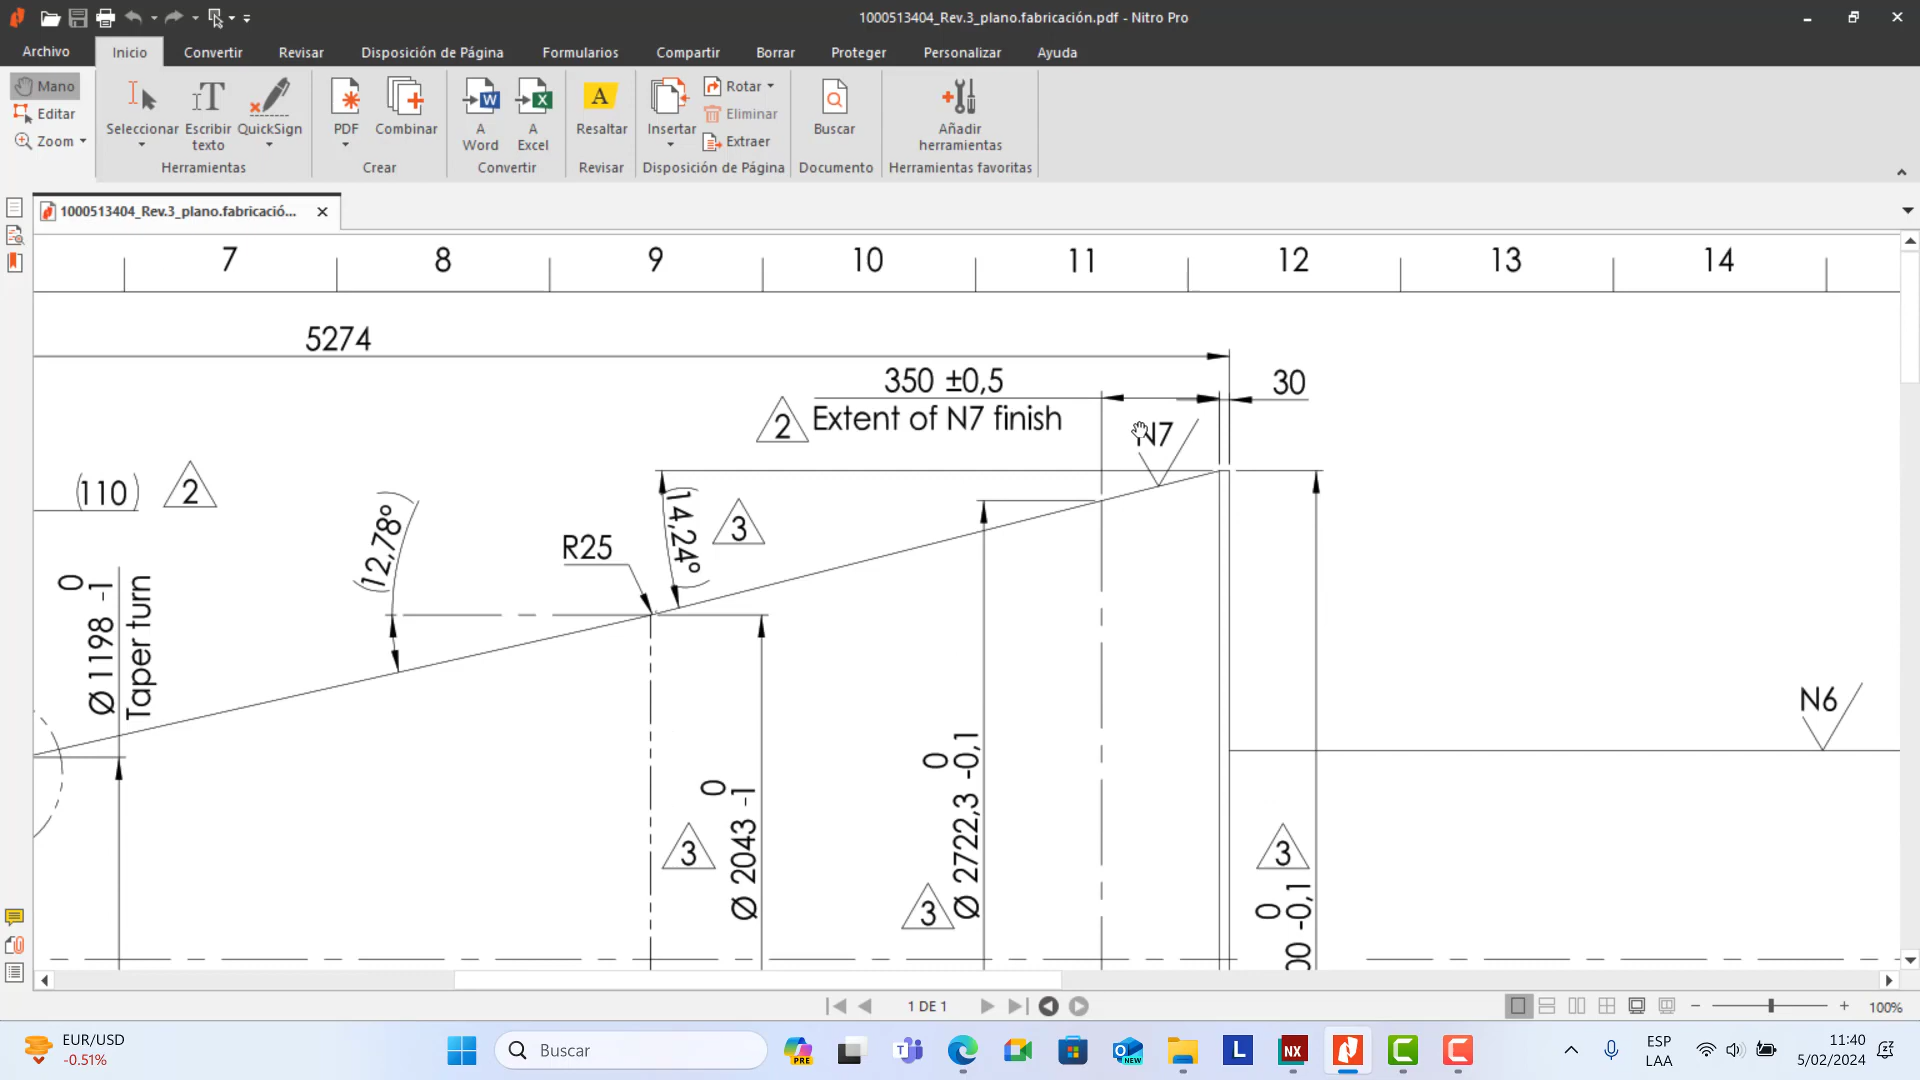 1000513404_Rev.3_plano.fabricación.pdf - Nitro Pro
Archivo
Inicio
Convertir
Revisar
Disposición de Página
Formularios
Compartir
Borrar
Proteger
Personalizar
Ayuda
Mano
Editar
Zoom
Seleccionar
Escribir texto
QuickSign
Herramientas
PDF
Combinar
Crear
A Word
A Excel
Convertir
Resaltar
Revisar
Insertar
Rotar
Eliminar
Extraer
Disposición de Página
Buscar
Documento
Añadir herramientas
Herramientas favoritas
1000513404_Rev.3_plano.fabricació...
7 8 9 10 11 12 13 14
5274
350 ±0,5
30
2 Extent of N7 finish
N7
(110) 2
(12,78°)
R25
(14,24°) 3
Ø 1198 0 -1
Taper turn
N6
3 Ø 2043 0 -1
3 Ø 2722,3 0 -0,1
3
00 0 -0,1
1 DE 1
100%
EUR/USD
-0.51%
Buscar
PRE
NEW
L
NX
ESP
LAA
11:40
5/02/2024